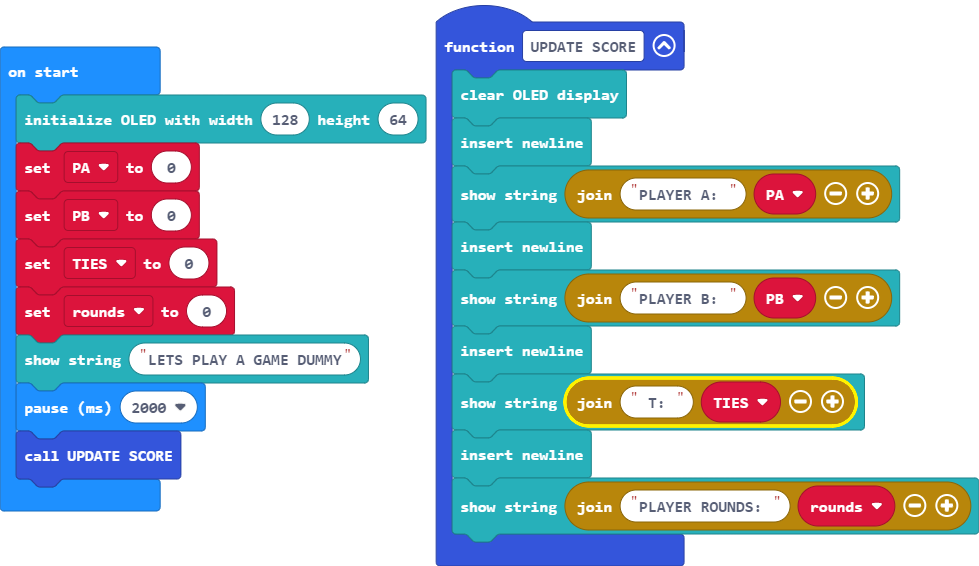 on start
initialize OLED with width 128 height 64
set PA to 0
set PB to 0
set TIES to 0
set rounds to 0
show string "LETS PLAY A GAME DUMMY"
pause (ms) 2000
call UPDATE SCORE
function UPDATE SCORE
clear OLED display
insert newline
show string join "PLAYER A: " PA
insert newline
show string join "PLAYER B: " PB
insert newline
show string join " T: " TIES
insert newline
show string join "PLAYER ROUNDS: " rounds